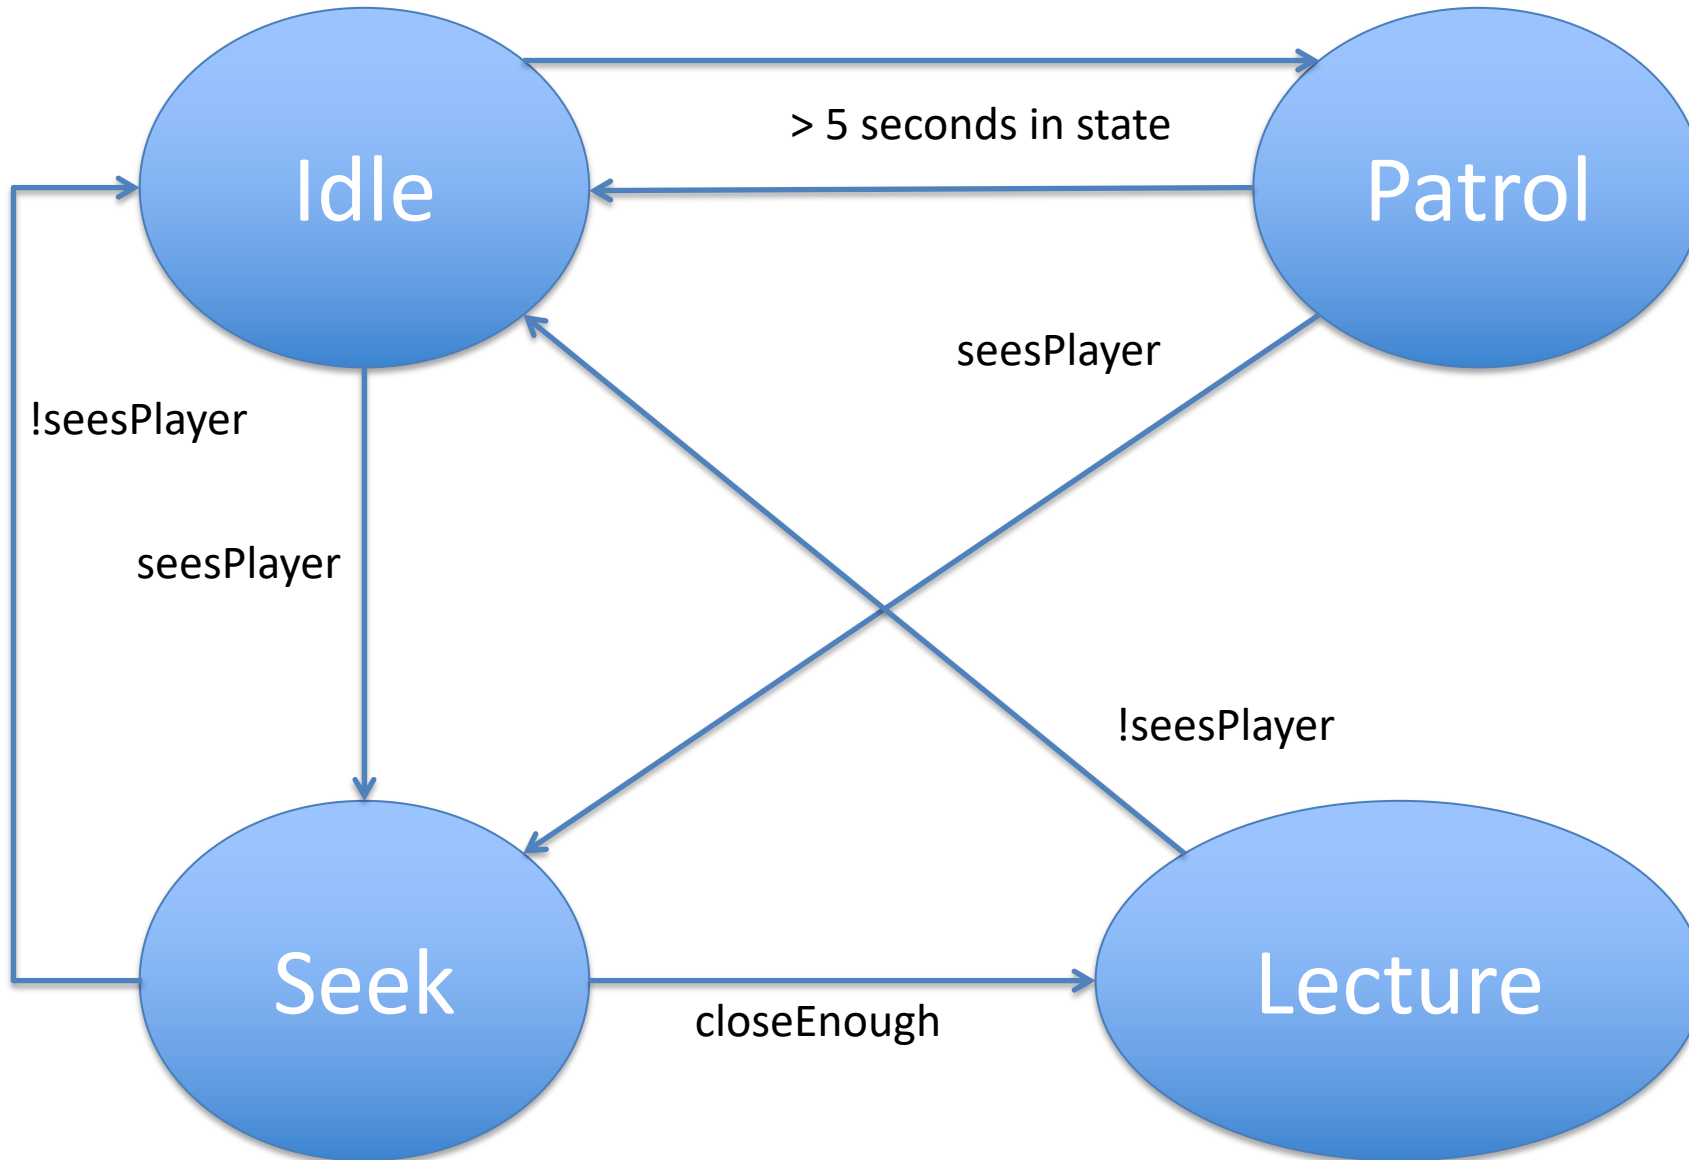 > 5 seconds in state
Idle
Patrol
seesPlayer
!seesPlayer
seesPlayer
!seesPlayer
Seek
Lecture
closeEnough